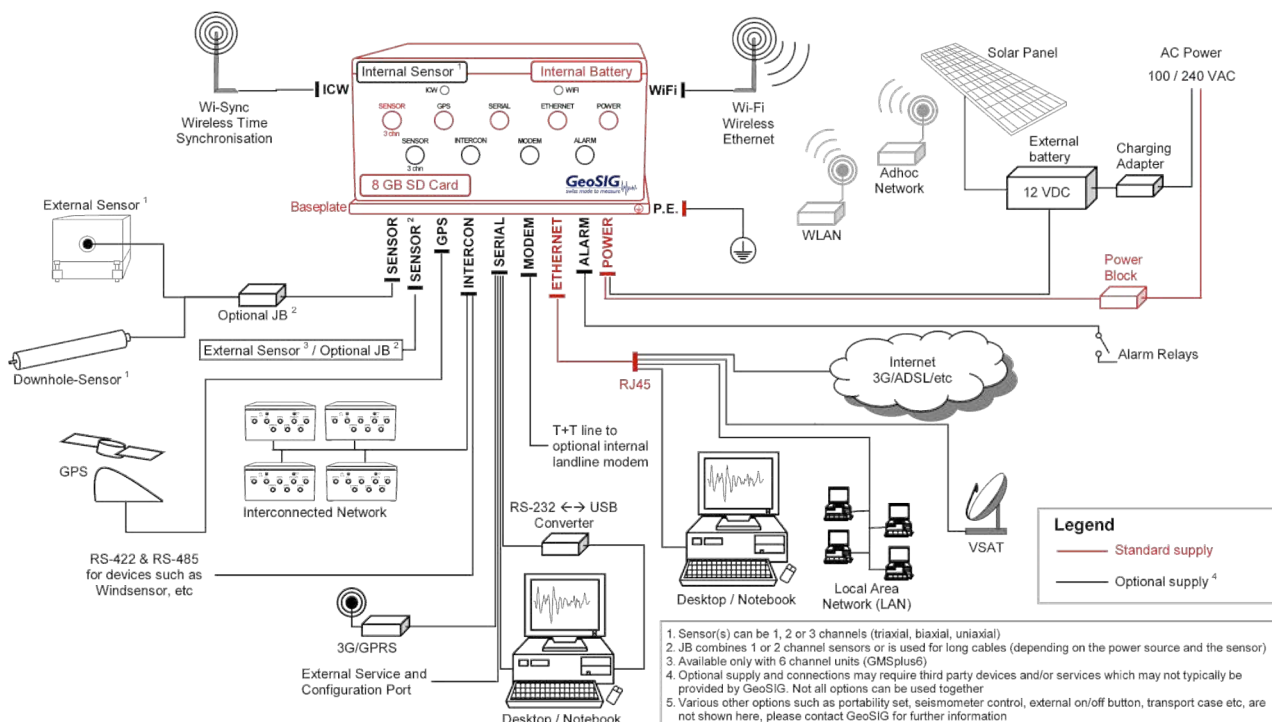 Wi-Sync
Wireless Time
Synchronisation
ICW
Internal Sensor 1
Internal Battery
ICW
WIFI
SENSOR
3 chn
GPS
SERIAL
ETHERNET
POWER
SENSOR
3 chn
INTERCON
MODEM
ALARM
8 GB SD Card
GeoSIG
swiss made to measure
Baseplate
WiFi
Wi-Fi
Wireless
Ethernet
P.E.
WLAN
Adhoc
Network
Solar Panel
AC Power
100 / 240 VAC
External
battery
12 VDC
Charging
Adapter
Power
Block
SENSOR
SENSOR 2
GPS
INTERCON
SERIAL
MODEM
ETHERNET
ALARM
POWER
External Sensor 1
Optional JB 2
External Sensor 3 / Optional JB 2
Downhole-Sensor 1
GPS
Interconnected Network
RS-422 & RS-485
for devices such as
Windsensor, etc
3G/GPRS
External Service and
Configuration Port
T+T line to
optional internal
landline modem
RS-232 ←→ USB
Converter
Desktop / Notebook
RJ45
Internet
3G/ADSL/etc
Alarm Relays
Desktop / Notebook
Local Area
Network (LAN)
VSAT
Legend
Standard supply
Optional supply 4
1. Sensor(s) can be 1, 2 or 3 channels (triaxial, biaxial, uniaxial)
2. JB combines 1 or 2 channel sensors or is used for long cables (depending on the power source and the sensor)
3. Available only with 6 channel units (GMSplus6)
4. Optional supply and connections may require third party devices and/or services which may not typically be
provided by GeoSIG. Not all options can be used together
5. Various other options such as portability set, seismometer control, external on/off button, transport case etc, are
not shown here, please contact GeoSIG for further information